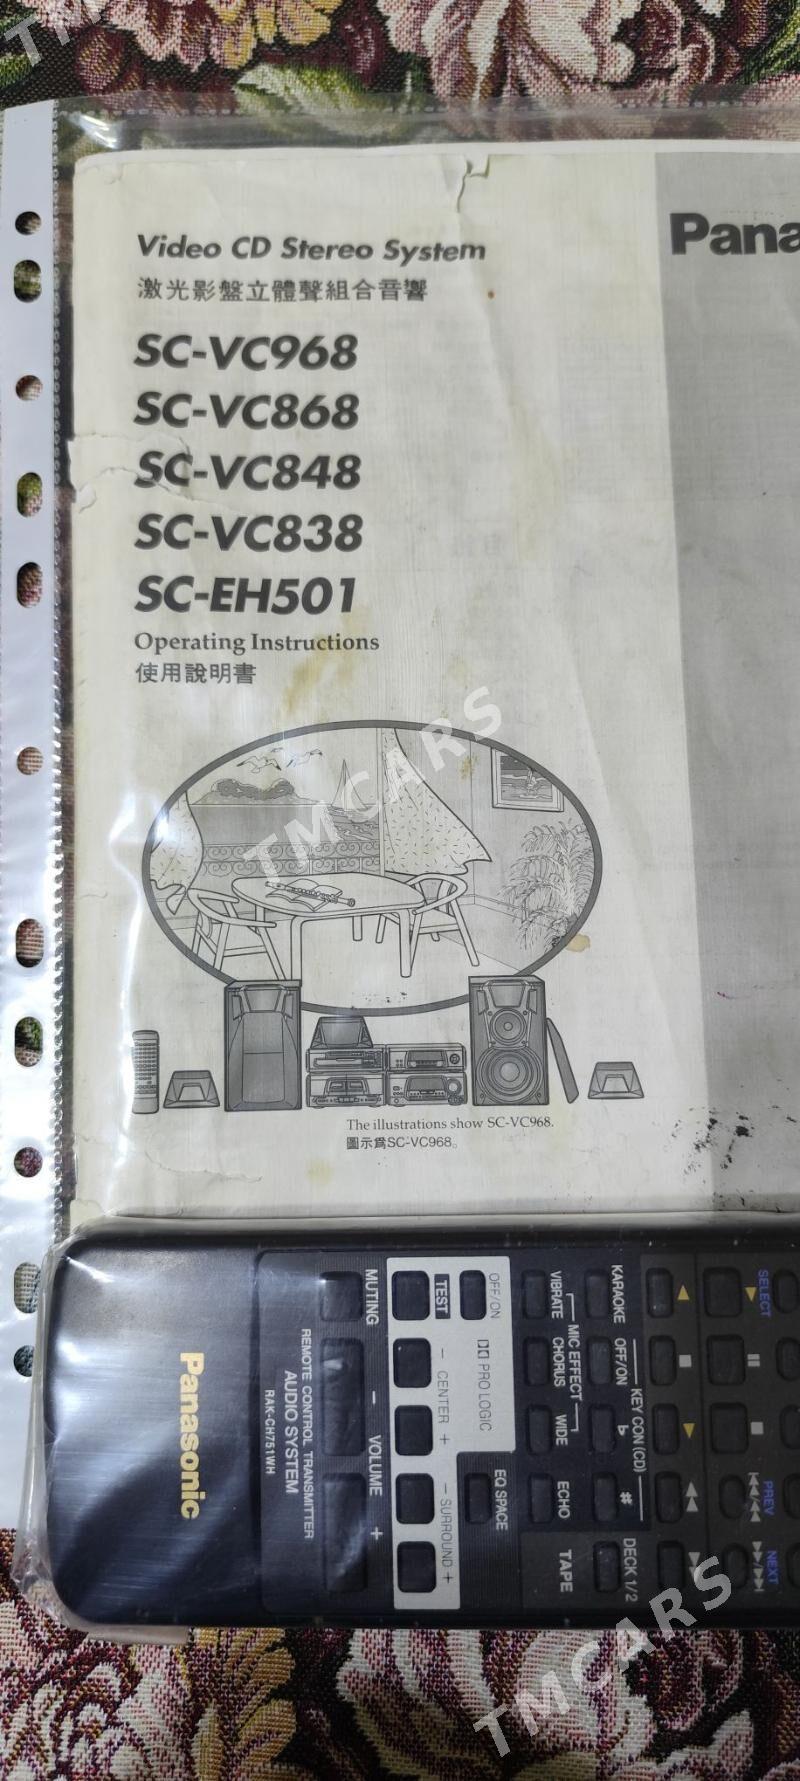 TMCARS
Pana
Video CD Stereo System
激光影盤立體聲組合音響
SC-VC968
SC-VC868
SC-VC848
SC-VC838
SC-EH501
Operating Instructions
使用說明書
TMCARS
The illustrations show SC-VC968.
圖示爲SC-VC968。
SELECT
PREV
NEXT
KARAOKE
OFF/ON
KEY CON (CD)
♭
#
DECK 1/2
MIC EFFECT
VIBRATE
CHORUS
WIDE
ECHO
TAPE
OFF/ON
PRO LOGIC
EQ SPACE
TEST
- CENTER +
- SURROUND +
MUTING
- VOLUME +
REMOTE CONTROL TRANSMITTER
AUDIO SYSTEM
RAK-CH751WH
Panasonic
TMCARS